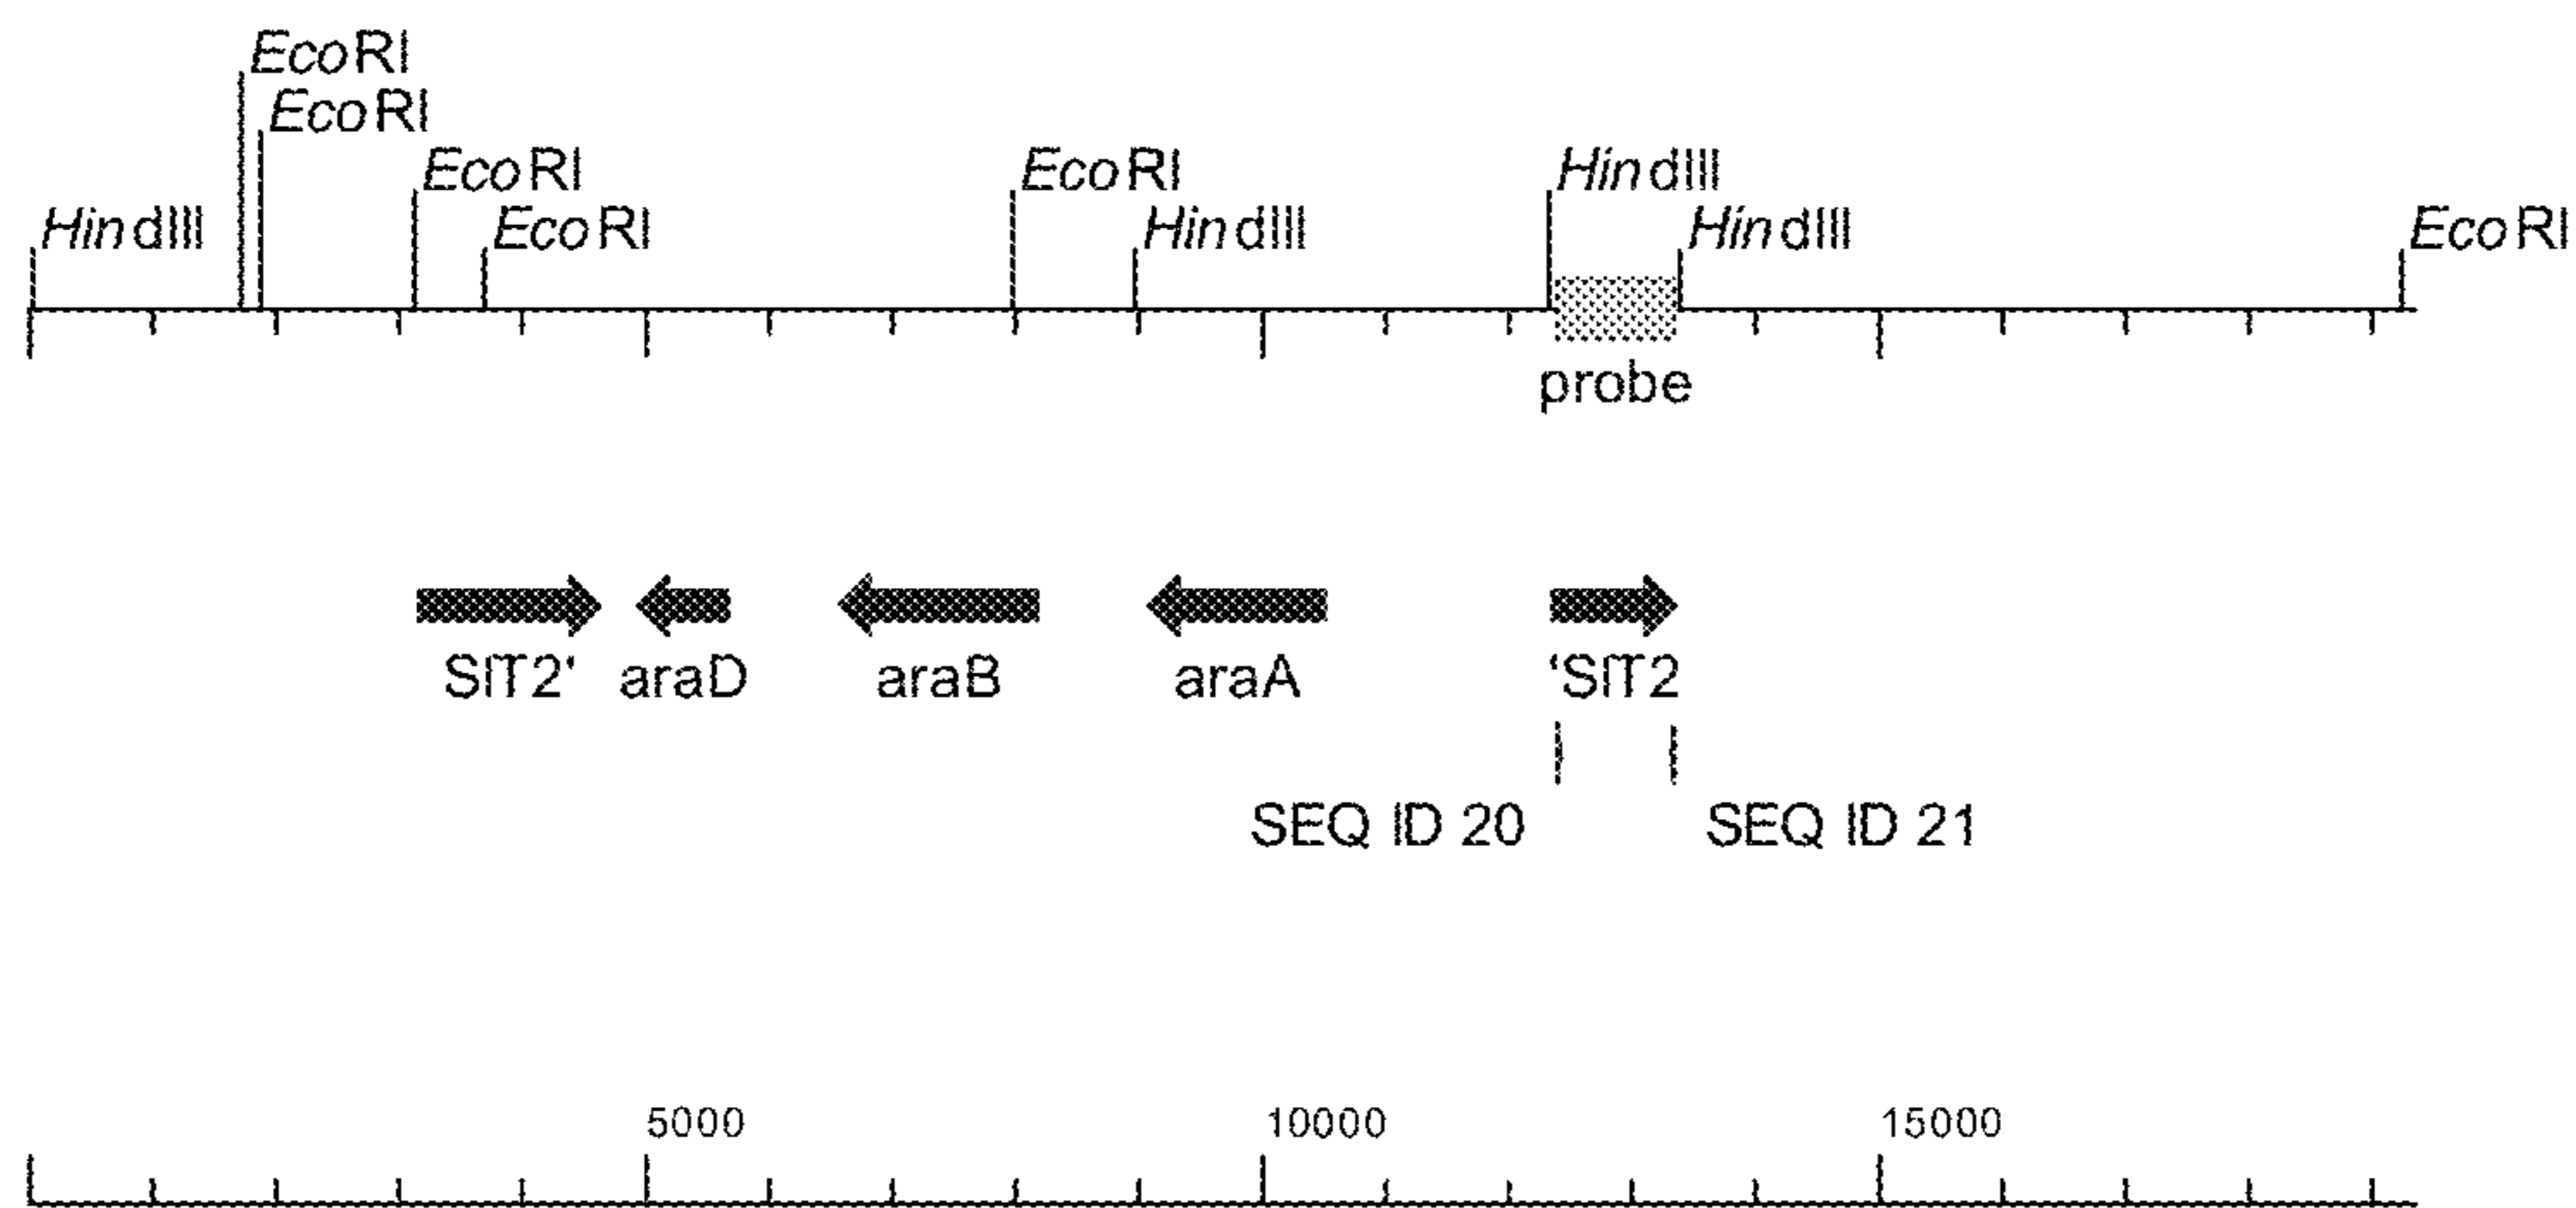 EcoRI
EcoRI
EcoRI EcoRI HindIII
HindIII EcoRI HindIII HindIII EcoRI
probe
SIT2' araD araB araA 'SIT2
SEQ ID 20 SEQ ID 21
5000 10000 15000